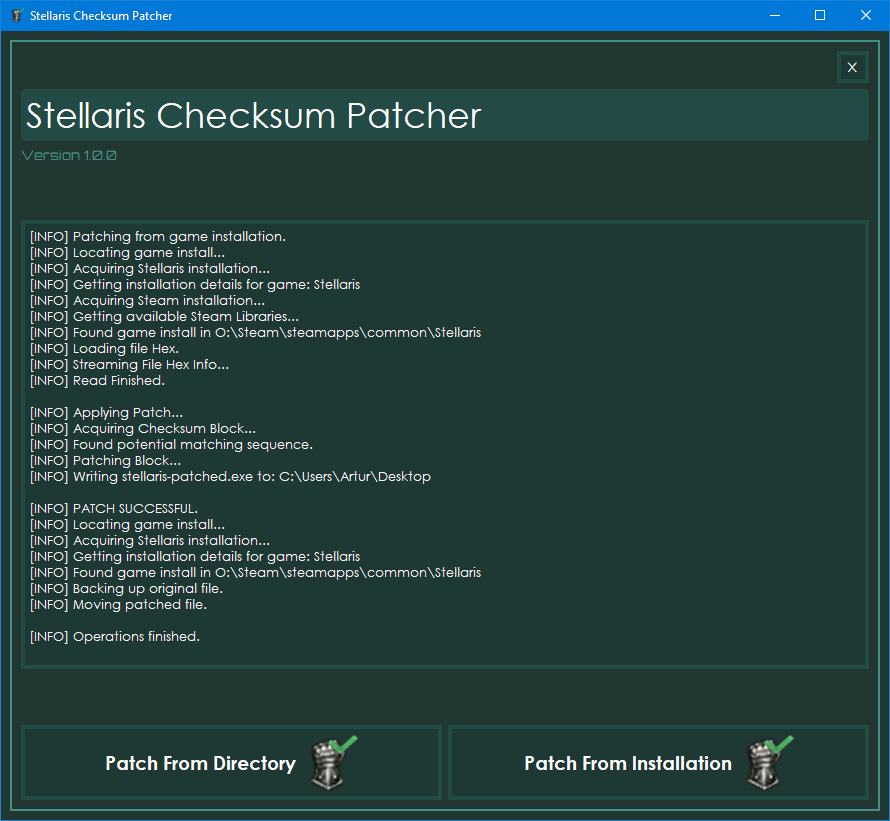 Stellaris Checksum Patcher
X
Stellaris Checksum Patcher
Version 1.0.0
[INFO] Patching from game installation.
[INFO] Locating game install...
[INFO] Acquiring Stellaris installation...
[INFO] Getting installation details for game: Stellaris
[INFO] Acquiring Steam installation...
[INFO] Getting available Steam Libraries...
[INFO] Found game install in O:\Steam\steamapps\common\Stellaris
[INFO] Loading file Hex.
[INFO] Streaming File Hex Info...
[INFO] Read Finished.
[INFO] Applying Patch...
[INFO] Acquiring Checksum Block...
[INFO] Found potential matching sequence.
[INFO] Patching Block...
[INFO] Writing stellaris-patched.exe to: C:\Users\Artur\Desktop
[INFO] PATCH SUCCESSFUL.
[INFO] Locating game install...
[INFO] Acquiring Stellaris installation...
[INFO] Getting installation details for game: Stellaris
[INFO] Found game install in O:\Steam\steamapps\common\Stellaris
[INFO] Backing up original file.
[INFO] Moving patched file.
[INFO] Operations finished.
Patch From Directory
Patch From Installation